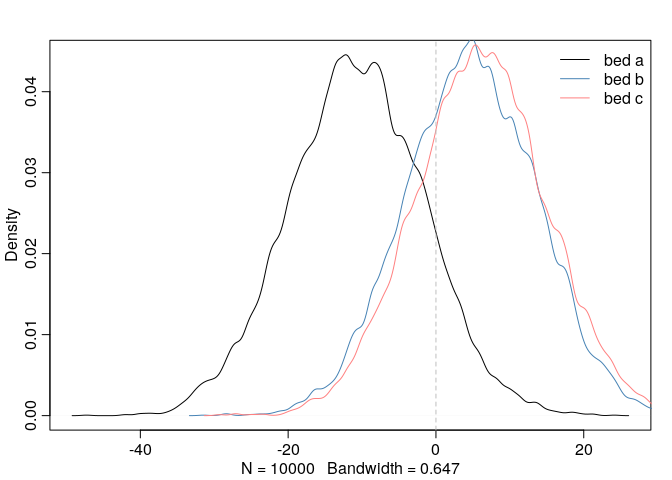 bed a
bed b
bed c
Density
0.04
0.03
0.02
0.01
0.00
-40 -20 0 20
N = 10000 Bandwidth = 0.647